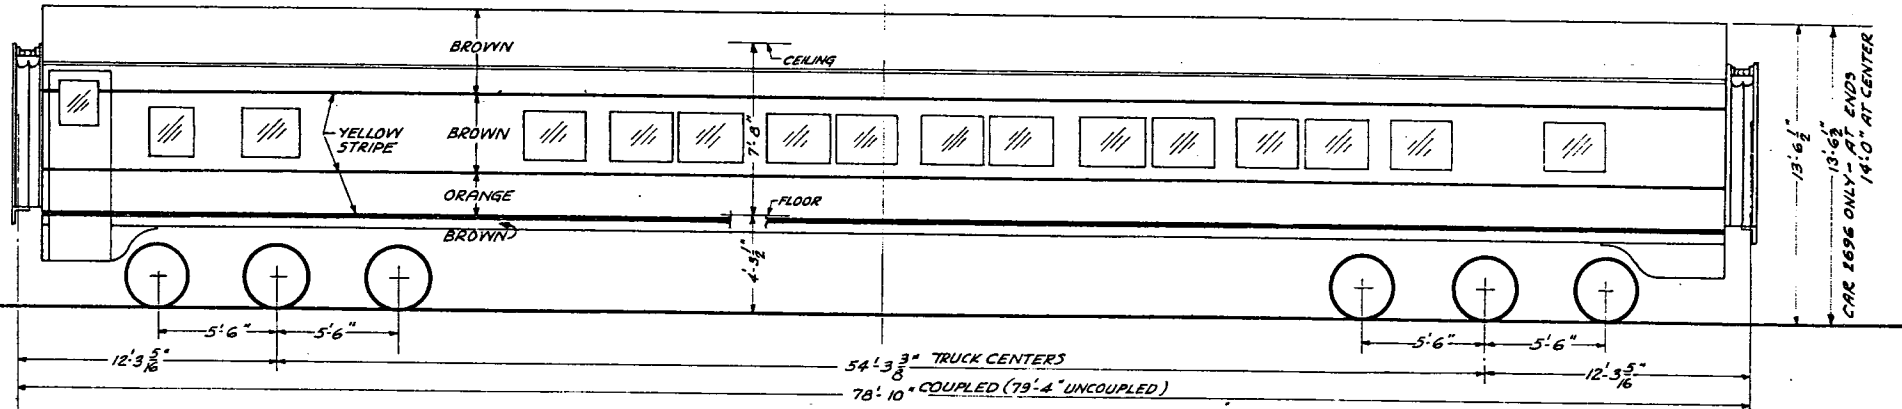 BROWN
CEILING
YELLOW
STRIPE
BROWN
7'-8"
ORANGE
FLOOR
BROWN
4'-3½"
13'-6½"
13'-6½"
CAR 2696 ONLY - AT ENDS
14'-0" AT CENTER
5'-6"
5'-6"
5'-6"
5'-6"
12'-3 5/16"
54'-3 3/8" TRUCK CENTERS
12'-3 5/16"
78'-10" COUPLED (79'-4" UNCOUPLED)